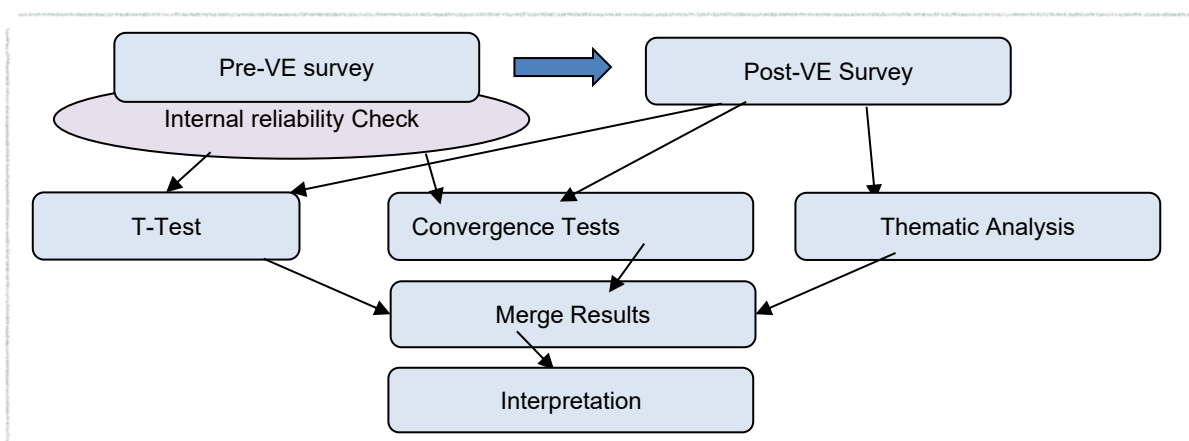 Pre-VE survey
Post-VE Survey
Internal reliability Check
T-Test
Convergence Tests
Thematic Analysis
Merge Results
Interpretation